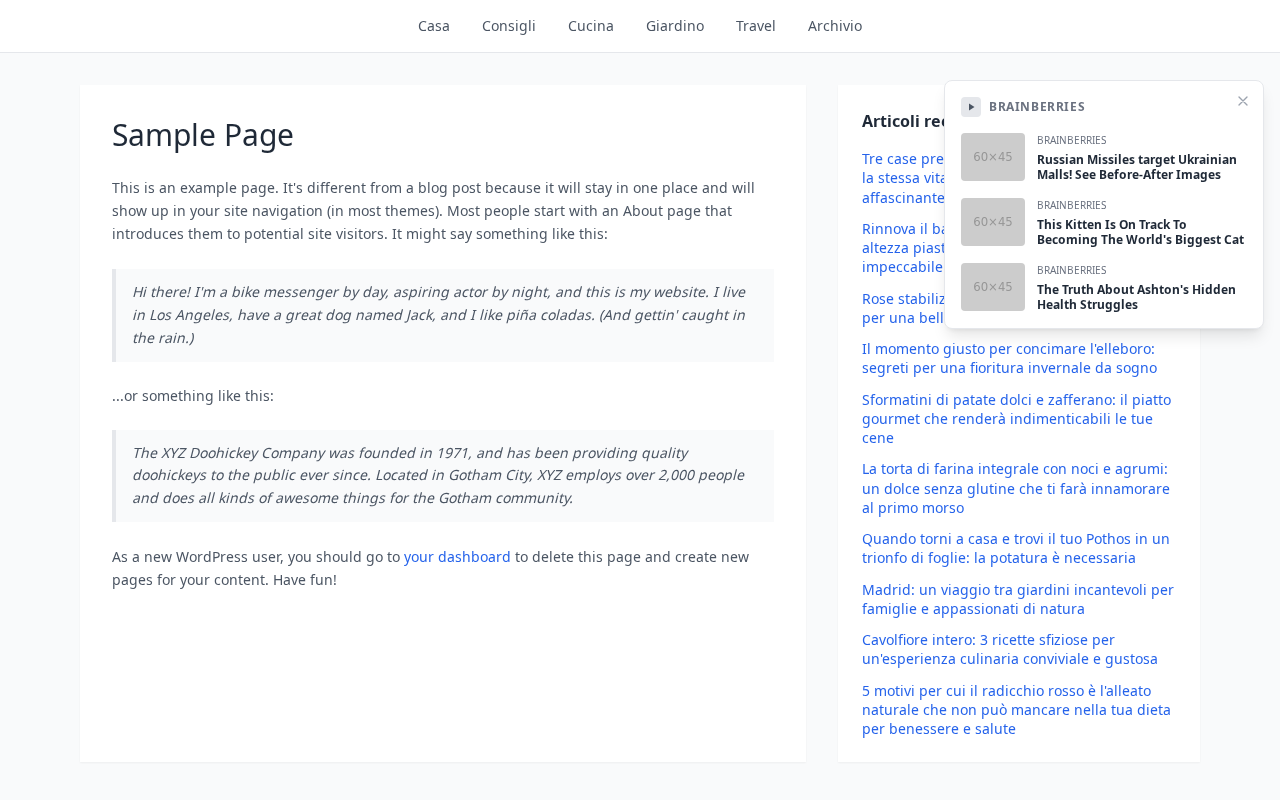 Casa Consigli Cucina Giardino Travel Archivio
Sample Page
This is an example page. It's different from a blog post because it will stay in one place and will
show up in your site navigation (in most themes). Most people start with an About page that
introduces them to potential site visitors. It might say something like this:
Hi there! I'm a bike messenger by day, aspiring actor by night, and this is my website. I live
in Los Angeles, have a great dog named Jack, and I like piña coladas. (And gettin' caught in
the rain.)
...or something like this:
The XYZ Doohickey Company was founded in 1971, and has been providing quality
doohickeys to the public ever since. Located in Gotham City, XYZ employs over 2,000 people
and does all kinds of awesome things for the Gotham community.
As a new WordPress user, you should go to your dashboard to delete this page and create new
pages for your content. Have fun!
Articoli
Tre case
la stessa
affascinante
Rinnova il
altezza
impeccabile
Rose
per una
Il momento giusto per concimare l'elleboro:
segreti per una fioritura invernale da sogno
Sformatini di patate dolci e zafferano: il piatto
gourmet che renderà indimenticabili le tue
cene
La torta di farina integrale con noci e agrumi:
un dolce senza glutine che ti farà innamorare
al primo morso
Quando torni a casa e trovi il tuo Pothos in un
trionfo di foglie: la potatura è necessaria
Madrid: un viaggio tra giardini incantevoli per
famiglie e appassionati di natura
Cavolfiore intero: 3 ricette sfiziose per
un'esperienza culinaria conviviale e gustosa
5 motivi per cui il radicchio rosso è l'alleato
naturale che non può mancare nella tua dieta
per benessere e salute
BRAINBERRIES
60×45
BRAINBERRIES
Russian Missiles target Ukrainian
Malls! See Before-After Images
60×45
BRAINBERRIES
This Kitten Is On Track To
Becoming The World's Biggest Cat
60×45
BRAINBERRIES
The Truth About Ashton's Hidden
Health Struggles